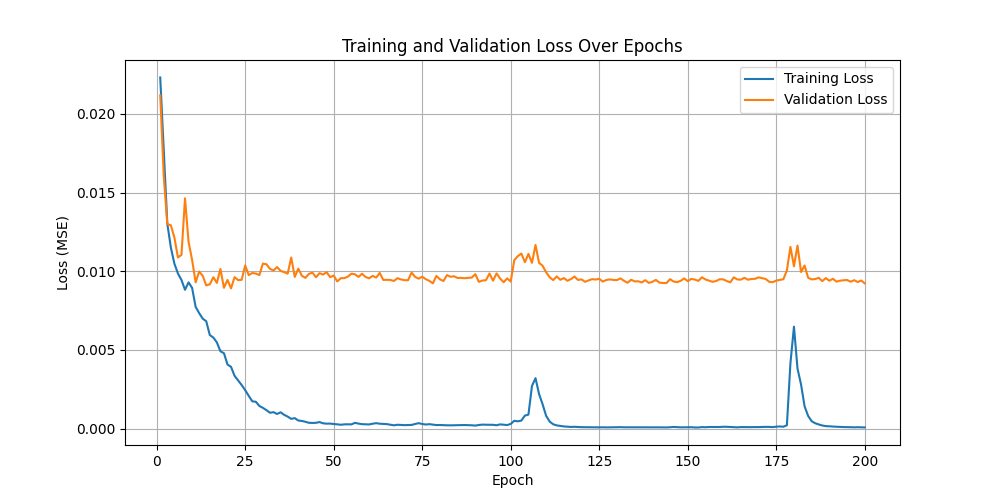 Training and Validation Loss Over Epochs
Training Loss
Validation Loss
Loss (MSE)
0.020
0.015
0.010
0.005
0.000
0 25 50 75 100 125 150 175 200
Epoch